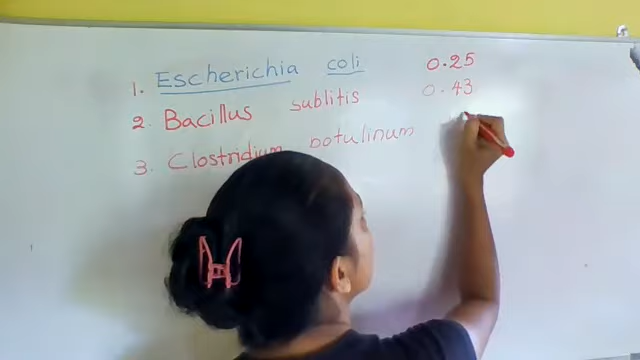 1. Escherichia coli 0.25
2. Bacillus sublitis 0.43
3. Clostridium botulinum